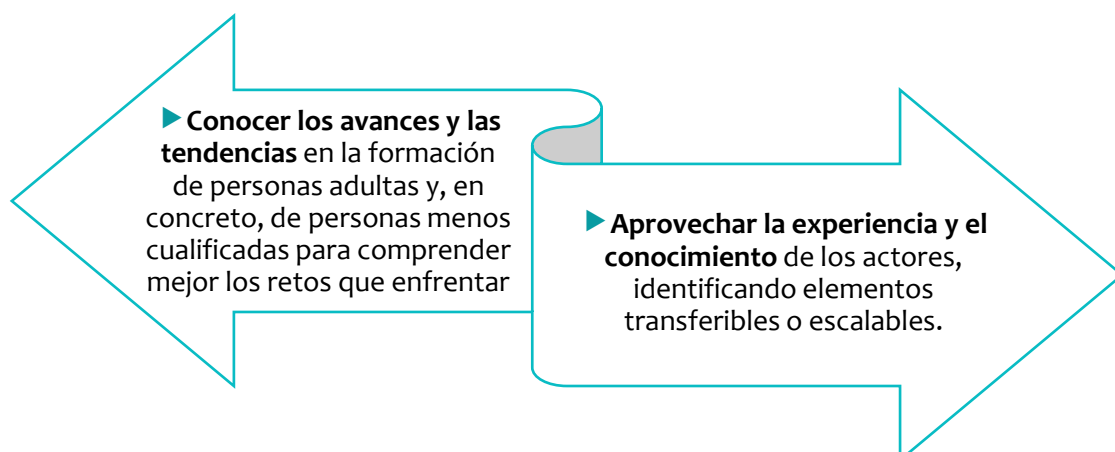 ▶ Conocer los avances y las
tendencias en la formación
de personas adultas y, en
concreto, de personas menos
cualificadas para comprender
mejor los retos que enfrentar
▶ Aprovechar la experiencia y el
conocimiento de los actores,
identificando elementos
transferibles o escalables.